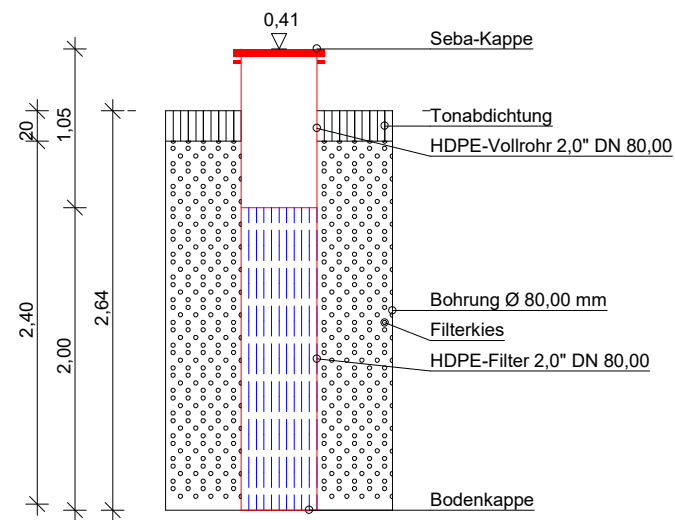 0,41
Seba-Kappe
20
1,05
Tonabdichtung
HDPE-Vollrohr 2,0" DN 80,00
2,40
2,00
2,64
Bohrung Ø 80,00 mm
Filterkies
HDPE-Filter 2,0" DN 80,00
Bodenkappe